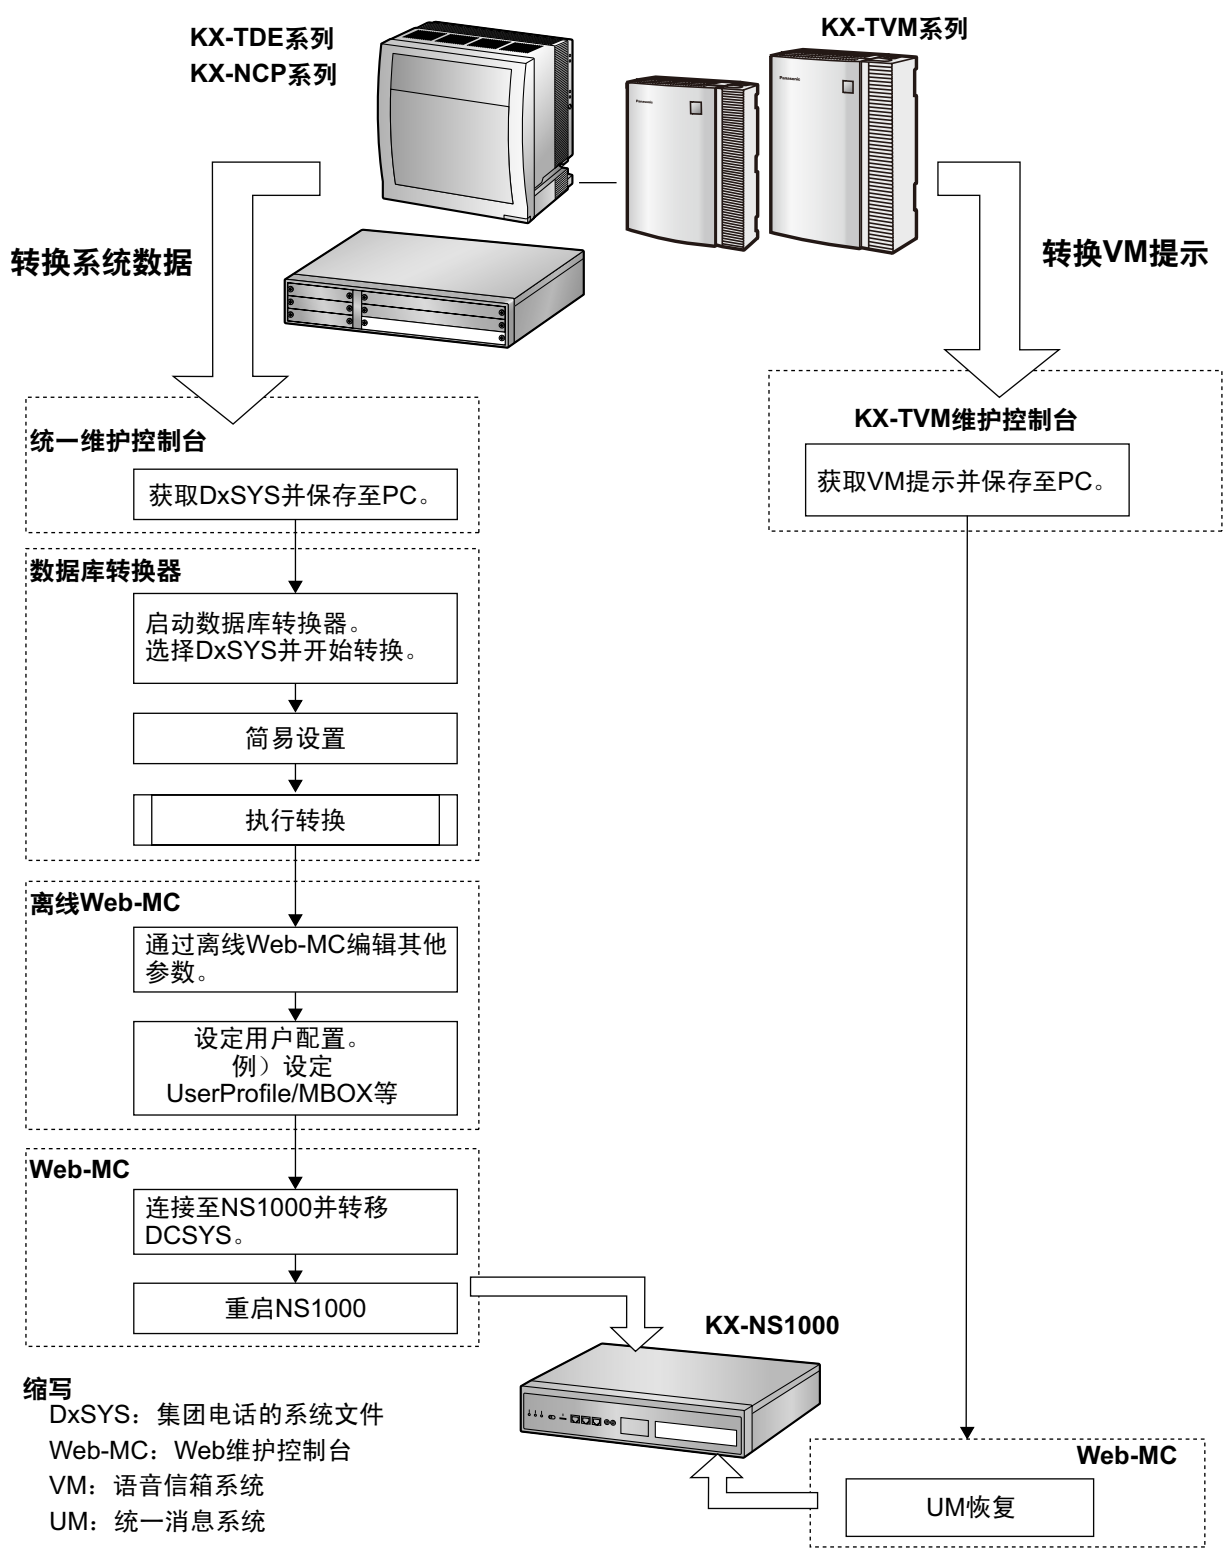 KX-TDE系列
KX-NCP系列
KX-TVM系列
Panasonic
Panasonic
转换系统数据
转换VM提示
统一维护控制台
获取DxSYS并保存至PC。
KX-TVM维护控制台
获取VM提示并保存至PC。
数据库转换器
启动数据库转换器。
选择DxSYS并开始转换。
简易设置
执行转换
离线Web-MC
通过离线Web-MC编辑其他
参数。
设定用户配置。
例）设定
UserProfile/MBOX等
Web-MC
连接至NS1000并转移
DCSYS。
重启NS1000
KX-NS1000
Web-MC
UM恢复
缩写
DxSYS：集团电话的系统文件
Web-MC：Web维护控制台
VM：语音信箱系统
UM：统一消息系统